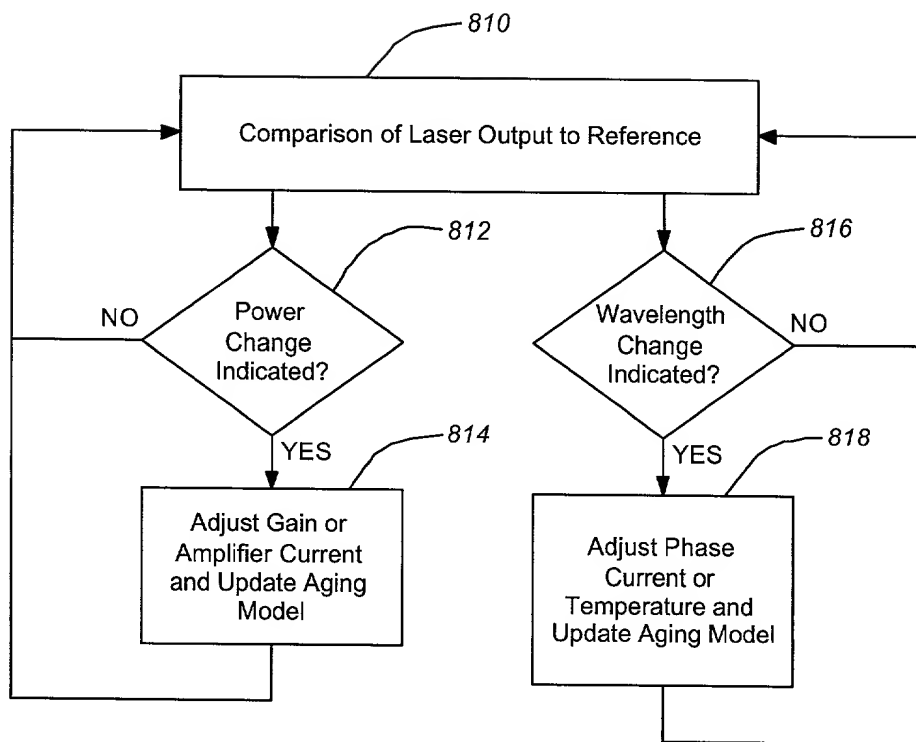 810
Comparison of Laser Output to Reference
812
816
NO
Power
Change
Indicated?
Wavelength
Change
Indicated?
NO
YES
814
YES
818
Adjust Gain or
Amplifier Current
and Update Aging
Model
Adjust Phase
Current or
Temperature and
Update Aging Model